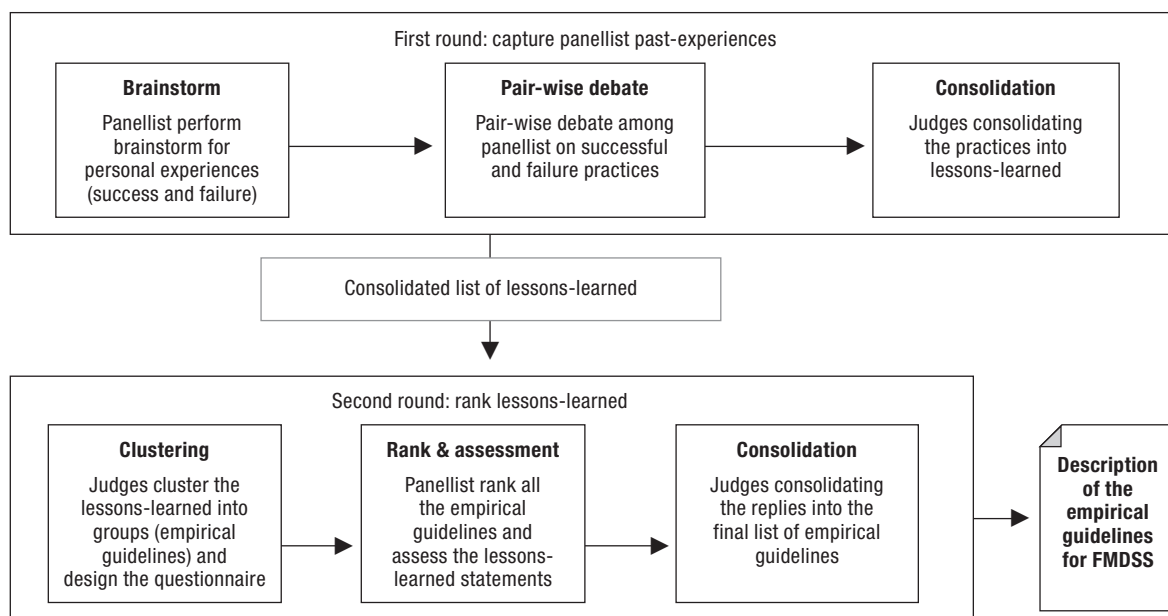 First round: capture panellist past-experiences
Brainstorm
Panellist perform
brainstorm for
personal experiences
(success and failure)
Pair-wise debate
Pair-wise debate among
panellist on successful
and failure practices
Consolidation
Judges consolidating
the practices into
lessons-learned
Consolidated list of lessons-learned
Second round: rank lessons-learned
Clustering
Judges cluster the
lessons-learned into
groups (empirical
guidelines) and
design the questionnaire
Rank & assessment
Panellist rank all
the empirical
guidelines and
assess the lessons-
learned statements
Consolidation
Judges consolidating
the replies into the
final list of empirical
guidelines
Description
of the
empirical
guidelines
for FMDSS